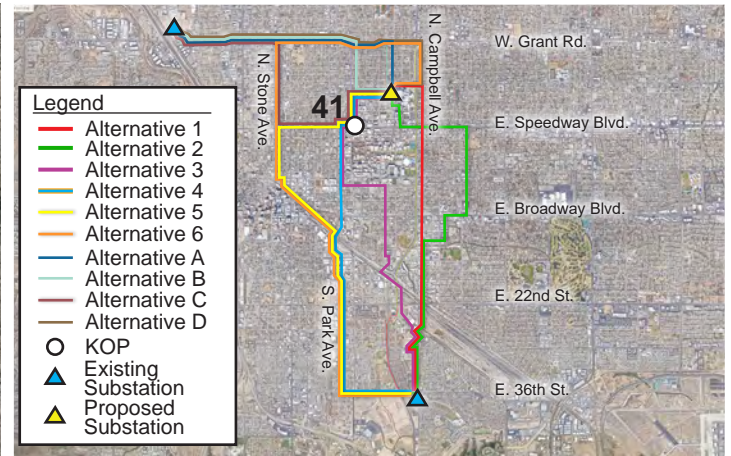 W. Grant Rd.
N. Stone Ave.
N. Campbell Ave.
41
E. Speedway Blvd.
E. Broadway Blvd.
E. 22nd St.
S. Park Ave.
E. 36th St.
Legend
Alternative 1
Alternative 2
Alternative 3
Alternative 4
Alternative 5
Alternative 6
Alternative A
Alternative B
Alternative C
Alternative D
KOP
Existing
Substation
Proposed
Substation